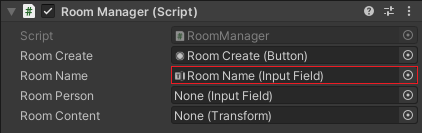 Room Manager (Script)
Script RoomManager
Room Create Room Create (Button)
Room Name Room Name (Input Field)
Room Person None (Input Field)
Room Content None (Transform)